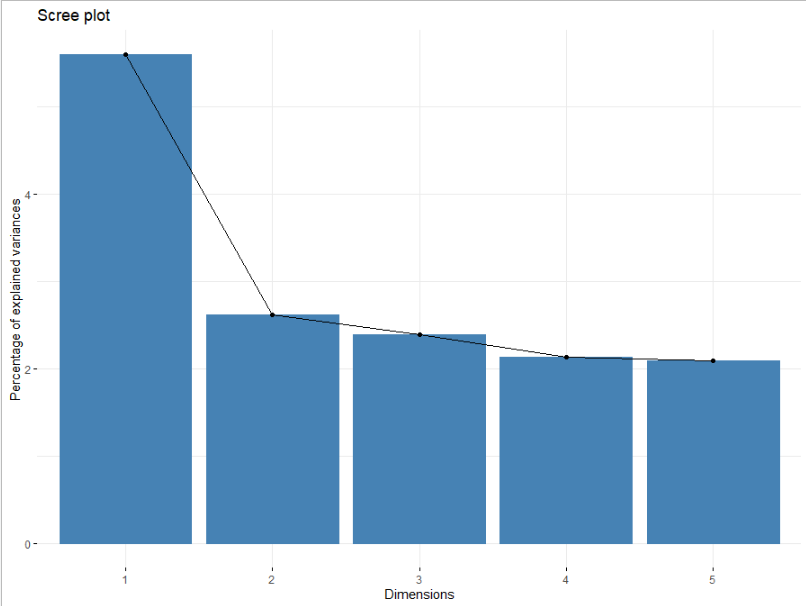 Scree plot
Percentage of explained variances
4
2
0
1 2 3 4 5
Dimensions